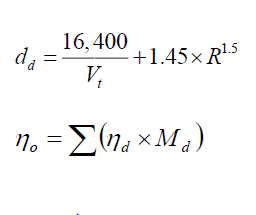 d_d = 16,400 / V_t + 1.45 × R^1.5
η_o = ∑(η_d × M_d)